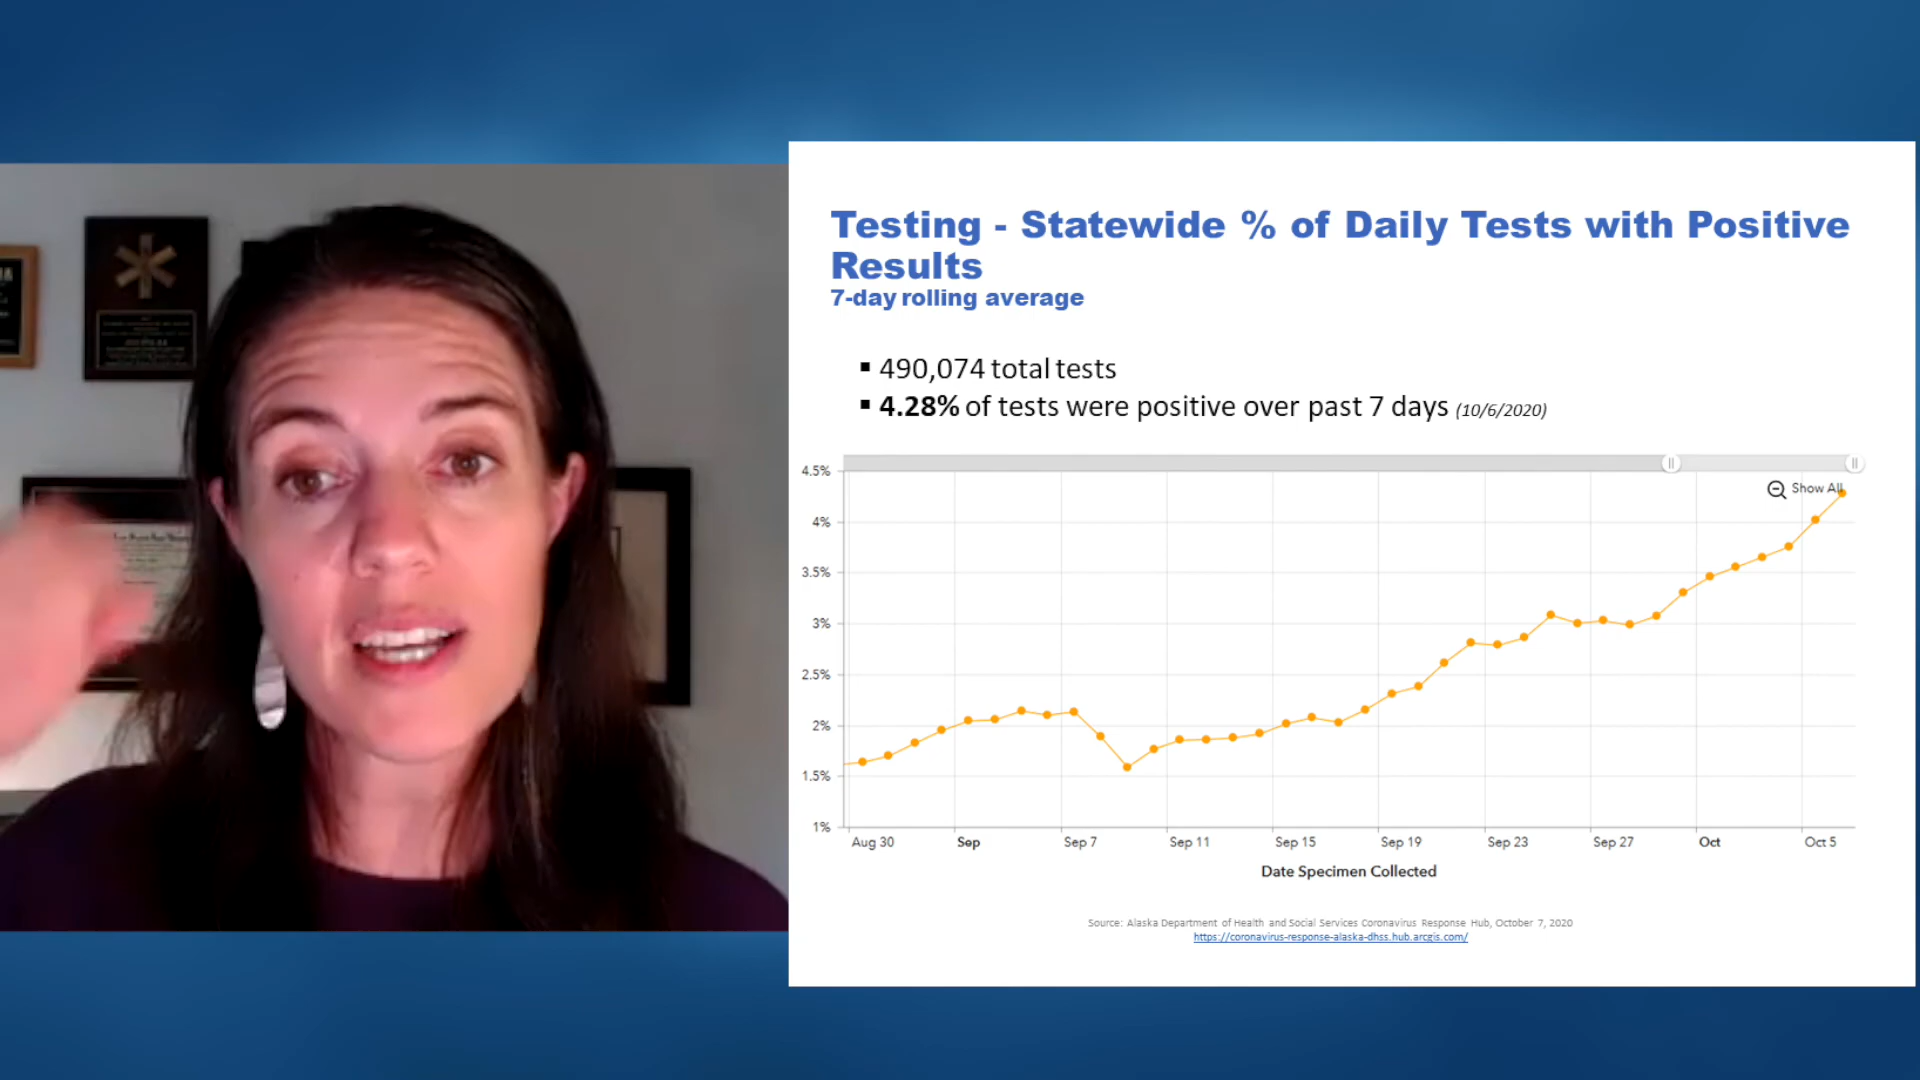 Testing - Statewide % of Daily Tests with Positive
Results
7-day rolling average
▪ 490,074 total tests
▪ 4.28% of tests were positive over past 7 days (10/6/2020)
4.5%
Show All
4%
3.5%
3%
2.5%
2%
1.5%
1%
Aug 30 Sep Sep 7 Sep 11 Sep 15 Sep 19 Sep 23 Sep 27 Oct Oct 5
Date Specimen Collected
Source: Alaska Department of Health and Social Services Coronavirus Response Hub, October 7, 2020
https://coronavirus-response-alaska-dhss.hub.arcgis.com/